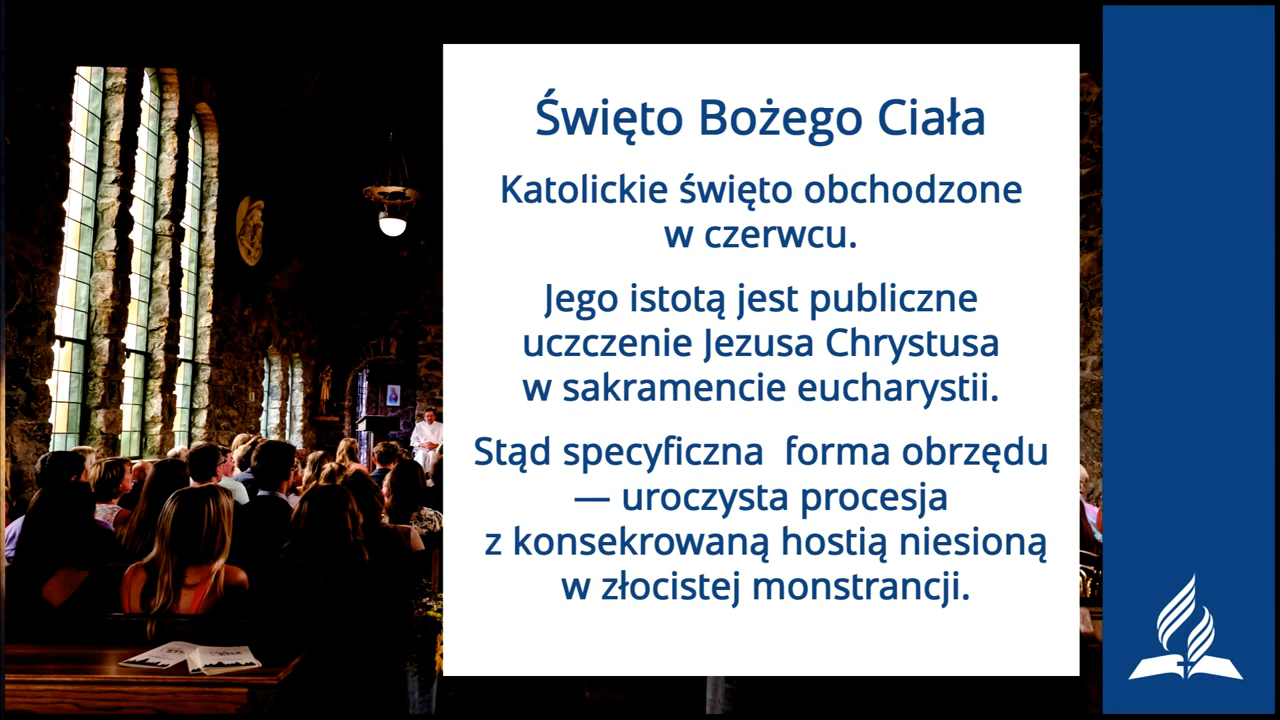 Święto Bożego Ciała
Katolickie święto obchodzone
w czerwcu.
Jego istotą jest publiczne
uczczenie Jezusa Chrystusa
w sakramencie eucharystii.
Stąd specyficzna  forma obrzędu
— uroczysta procesja
z konsekrowaną hostią niesioną
w złocistej monstrancji.